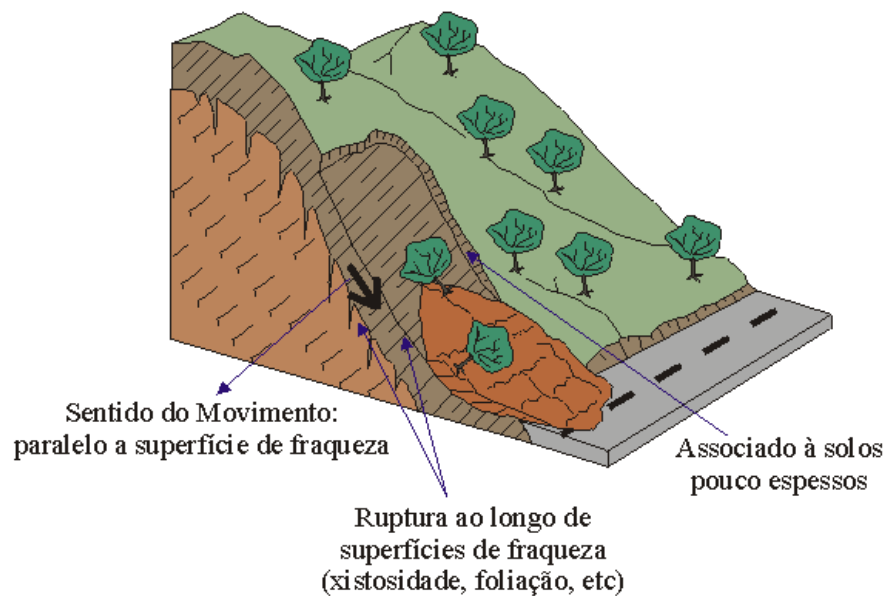 Sentido do Movimento:
paralelo a superfície de fraqueza
Associado à solos
pouco espessos
Ruptura ao longo de
superfícies de fraqueza
(xistosidade, foliação, etc)